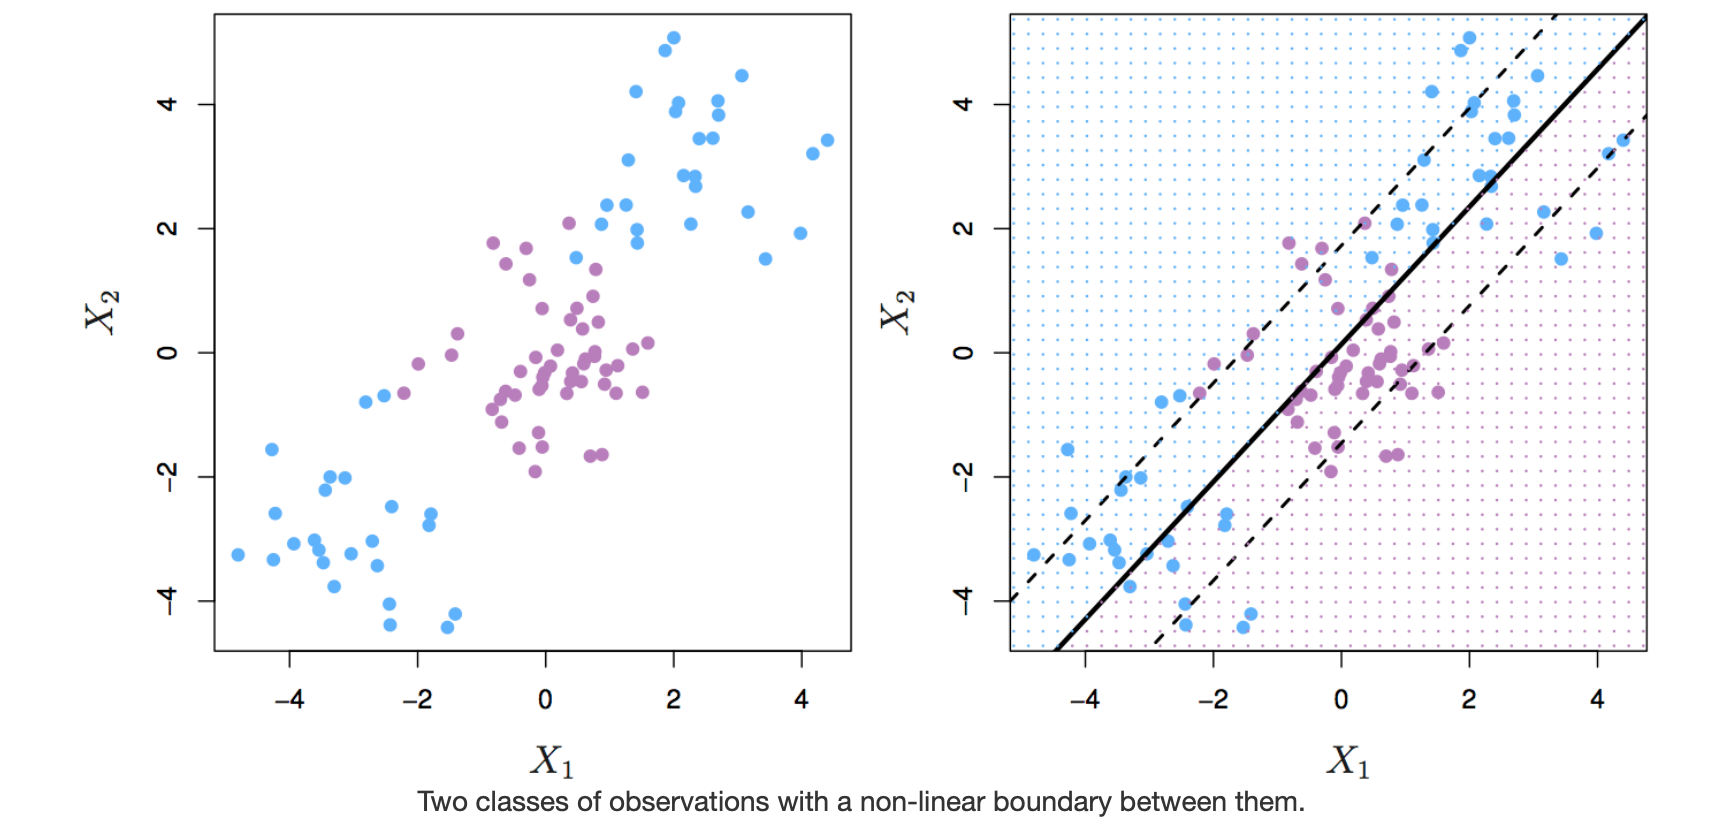 4
2
0
−2
−4
X2
−4 −2 0 2 4
X1
4
2
0
−2
−4
X2
−4 −2 0 2 4
X1
Two classes of observations with a non-linear boundary between them.